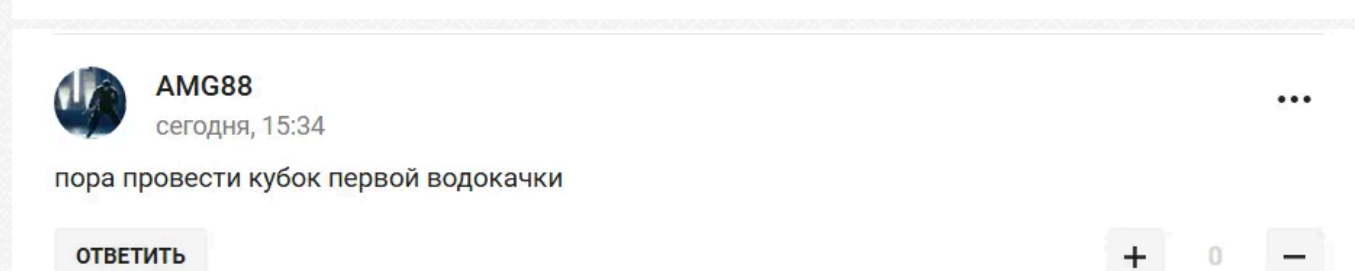 AMG88
сегодня, 15:34
пора провести кубок первой водокачки
ОТВЕТИТЬ
+ 0 −